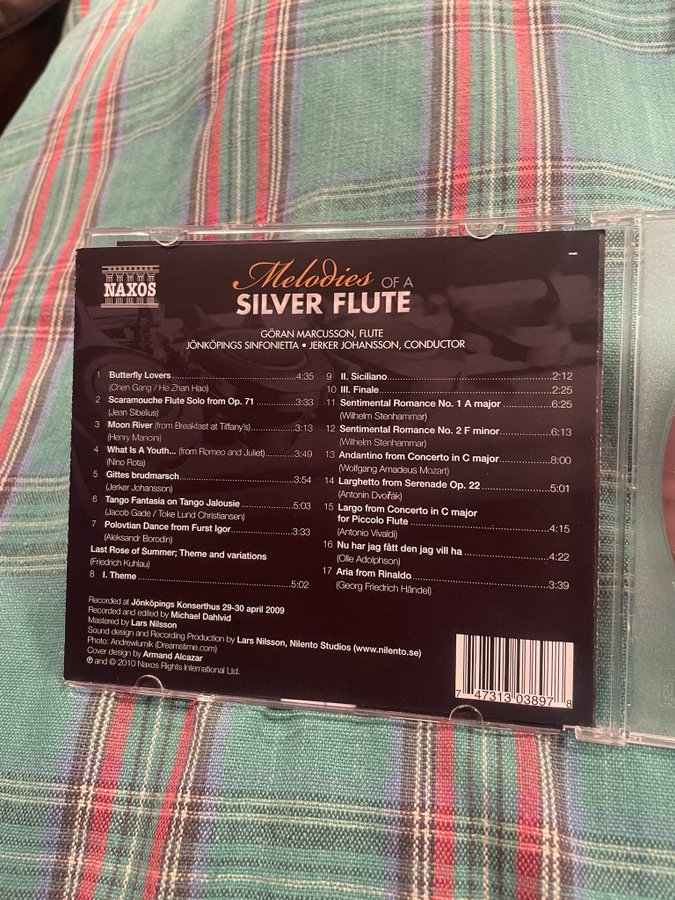 NAXOS
Melodies OF A
SILVER FLUTE
GÖRAN MARCUSSON, FLUTE
JÖNKÖPINGS SINFONIETTA • JERKER JOHANSSON, CONDUCTOR
1 Butterfly Lovers 4:35
(Chen Gang / He Zhan Hao)
2 Scaramouche Flute Solo from Op. 71 3:33
(Jean Sibelius)
3 Moon River (from Breakfast at Tiffany's) 3:13
(Henry Mancini)
4 What Is A Youth... (from Romeo and Juliet) 3:49
(Nino Rota)
5 Gittes brudmarsch 3:54
(Jerker Johansson)
6 Tango Fantasia on Tango Jalousie 5:03
(Jacob Gade / Toke Lund Christiansen)
7 Polovtian Dance from Furst Igor 3:33
(Aleksandr Borodin)
Last Rose of Summer; Theme and variations
(Friedrich Kuhlau)
8 I. Theme 5:02
9 II. Siciliano 2:12
10 III. Finale 2:25
11 Sentimental Romance No. 1 A major 6:25
(Wilhelm Stenhammar)
12 Sentimental Romance No. 2 F minor 6:13
(Wilhelm Stenhammar)
13 Andantino from Concerto in C major 8:00
(Wolfgang Amadeus Mozart)
14 Larghetto from Serenade Op. 22 5:01
(Antonin Dvořák)
15 Largo from Concerto in C major
for Piccolo Flute 4:15
(Antonio Vivaldi)
16 Nu har jag fått den jag vill ha 4:22
(Olle Adolphson)
17 Aria from Rinaldo 3:39
(Georg Friedrich Händel)
Recorded at Jönköpings Konserthus 29-30 april 2009
Recorded and edited by Michael Dahlvid
Mastered by Lars Nilsson
Sound design and Recording Production by Lars Nilsson, Nilento Studios (www.nilento.se)
Photo: Andrewlumik (Dreamstime.com)
Cover design by Armand Alcazar
℗ and © 2010 Naxos Rights International Ltd.
7 47313 03897 8